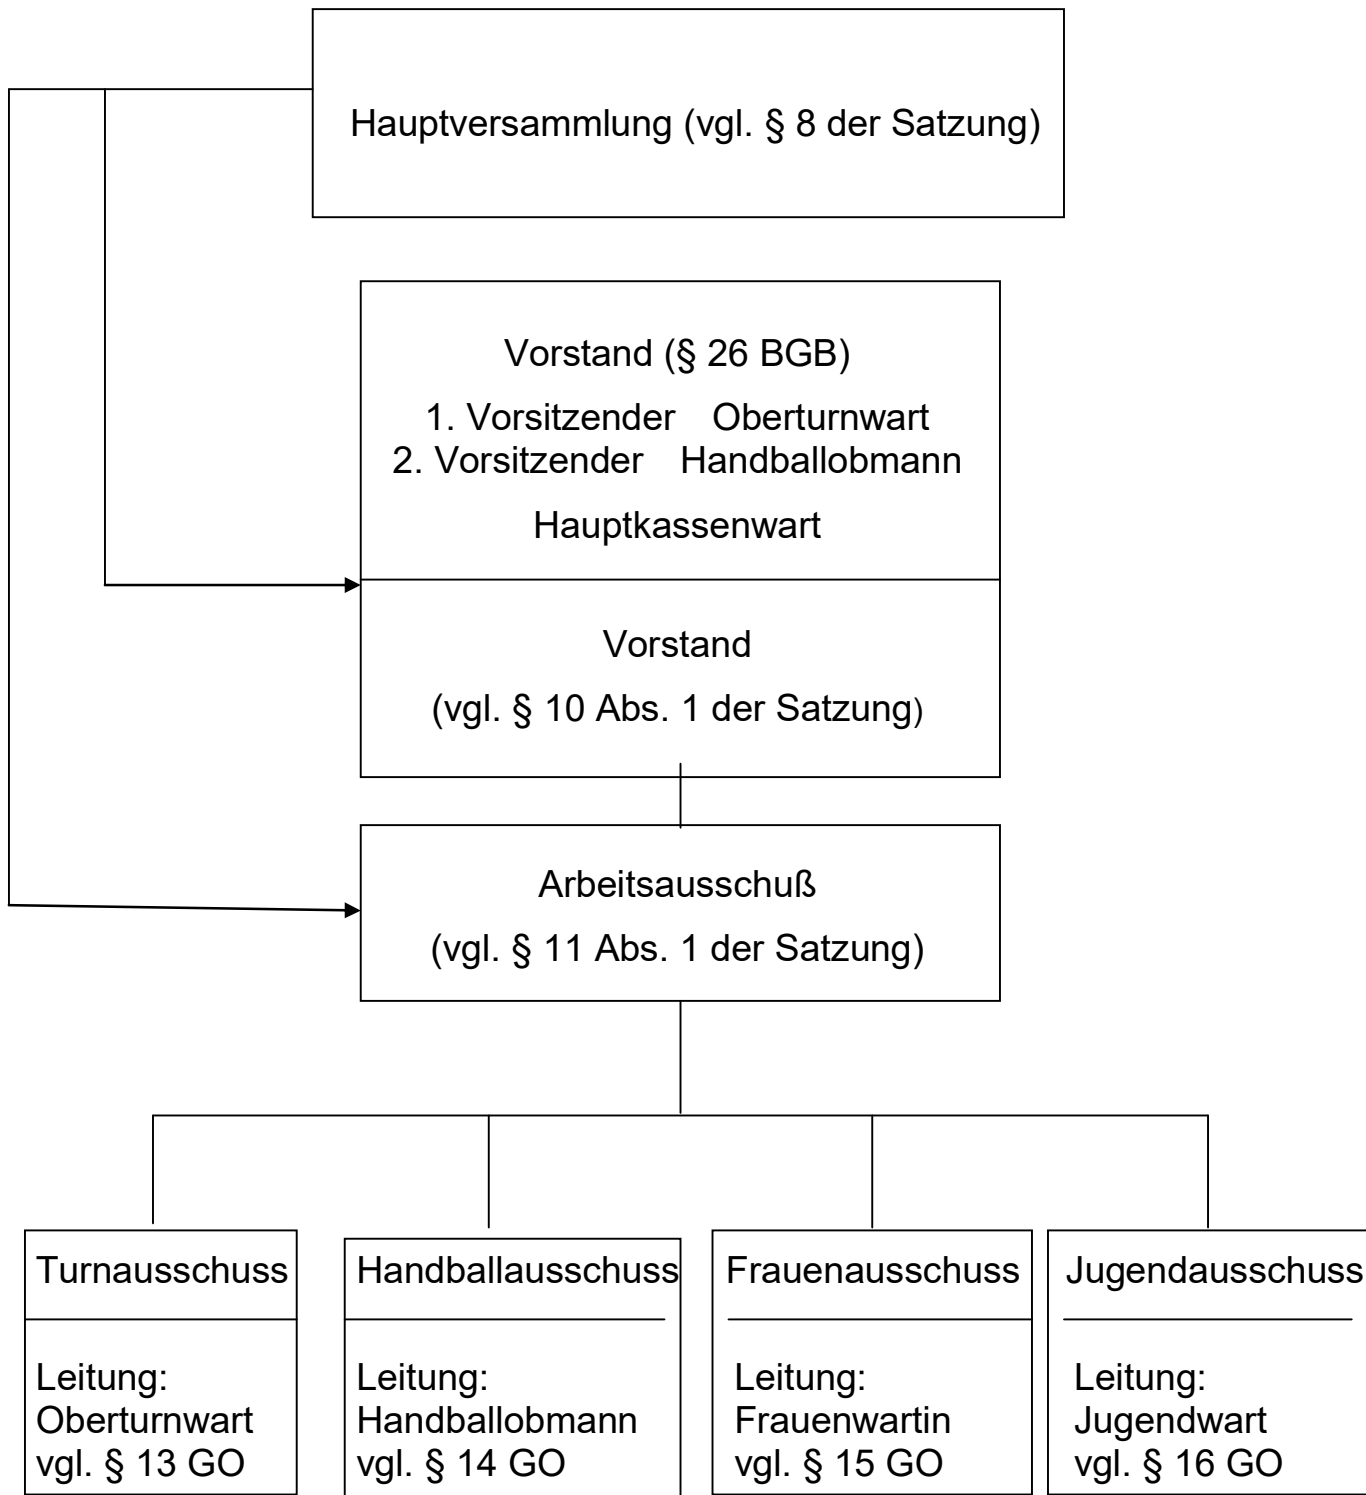 Hauptversammlung (vgl. § 8 der Satzung)
Vorstand (§ 26 BGB)
1. Vorsitzender Oberturnwart
2. Vorsitzender Handballobmann
Hauptkassenwart
Vorstand
(vgl. § 10 Abs. 1 der Satzung)
Arbeitsausschuß
(vgl. § 11 Abs. 1 der Satzung)
Turnausschuss
Leitung:
Oberturnwart
vgl. § 13 GO
Handballausschuss
Leitung:
Handballobmann
vgl. § 14 GO
Frauenausschuss
Leitung:
Frauenwartin
vgl. § 15 GO
Jugendausschuss
Leitung:
Jugendwart
vgl. § 16 GO